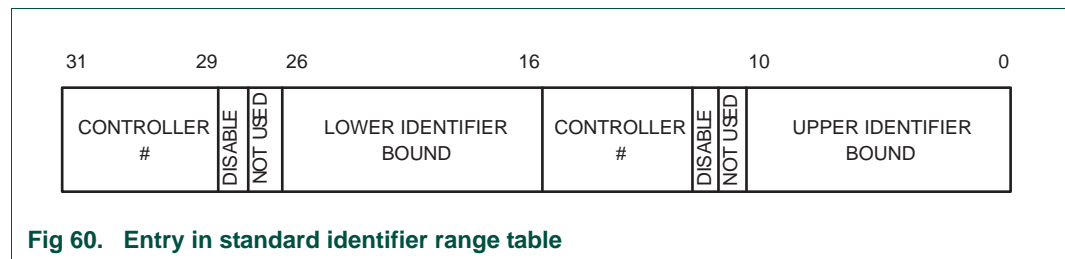 31 29 26 16 10 0
CONTROLLER # DISABLE NOT USED LOWER IDENTIFIER BOUND CONTROLLER # DISABLE NOT USED UPPER IDENTIFIER BOUND
Fig 60. Entry in standard identifier range table